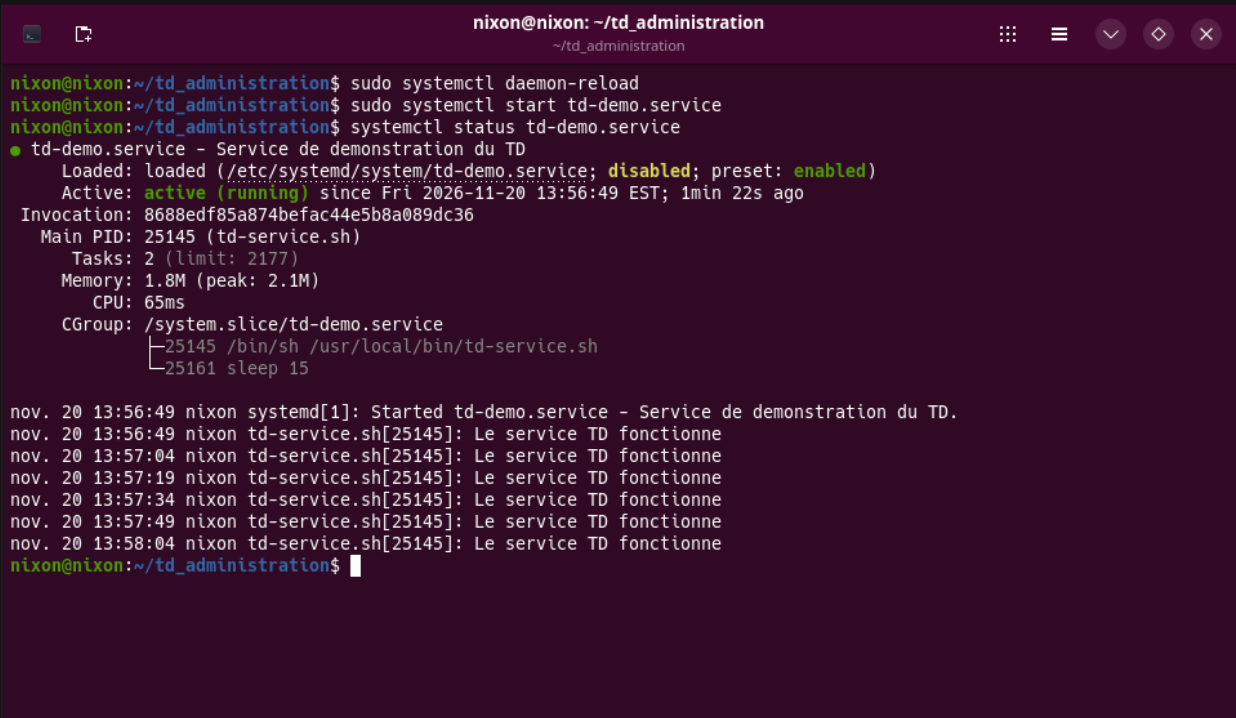 nixon@nixon: ~/td_administration
~/td_administration
nixon@nixon:~/td_administration$ sudo systemctl daemon-reload
nixon@nixon:~/td_administration$ sudo systemctl start td-demo.service
nixon@nixon:~/td_administration$ systemctl status td-demo.service
● td-demo.service - Service de demonstration du TD
     Loaded: loaded (/etc/systemd/system/td-demo.service; disabled; preset: enabled)
     Active: active (running) since Fri 2026-11-20 13:56:49 EST; 1min 22s ago
 Invocation: 8688edf85a874befac44e5b8a089dc36
   Main PID: 25145 (td-service.sh)
      Tasks: 2 (limit: 2177)
     Memory: 1.8M (peak: 2.1M)
        CPU: 65ms
     CGroup: /system.slice/td-demo.service
             ├─25145 /bin/sh /usr/local/bin/td-service.sh
             └─25161 sleep 15
nov. 20 13:56:49 nixon systemd[1]: Started td-demo.service - Service de demonstration du TD.
nov. 20 13:56:49 nixon td-service.sh[25145]: Le service TD fonctionne
nov. 20 13:57:04 nixon td-service.sh[25145]: Le service TD fonctionne
nov. 20 13:57:19 nixon td-service.sh[25145]: Le service TD fonctionne
nov. 20 13:57:34 nixon td-service.sh[25145]: Le service TD fonctionne
nov. 20 13:57:49 nixon td-service.sh[25145]: Le service TD fonctionne
nov. 20 13:58:04 nixon td-service.sh[25145]: Le service TD fonctionne
nixon@nixon:~/td_administration$